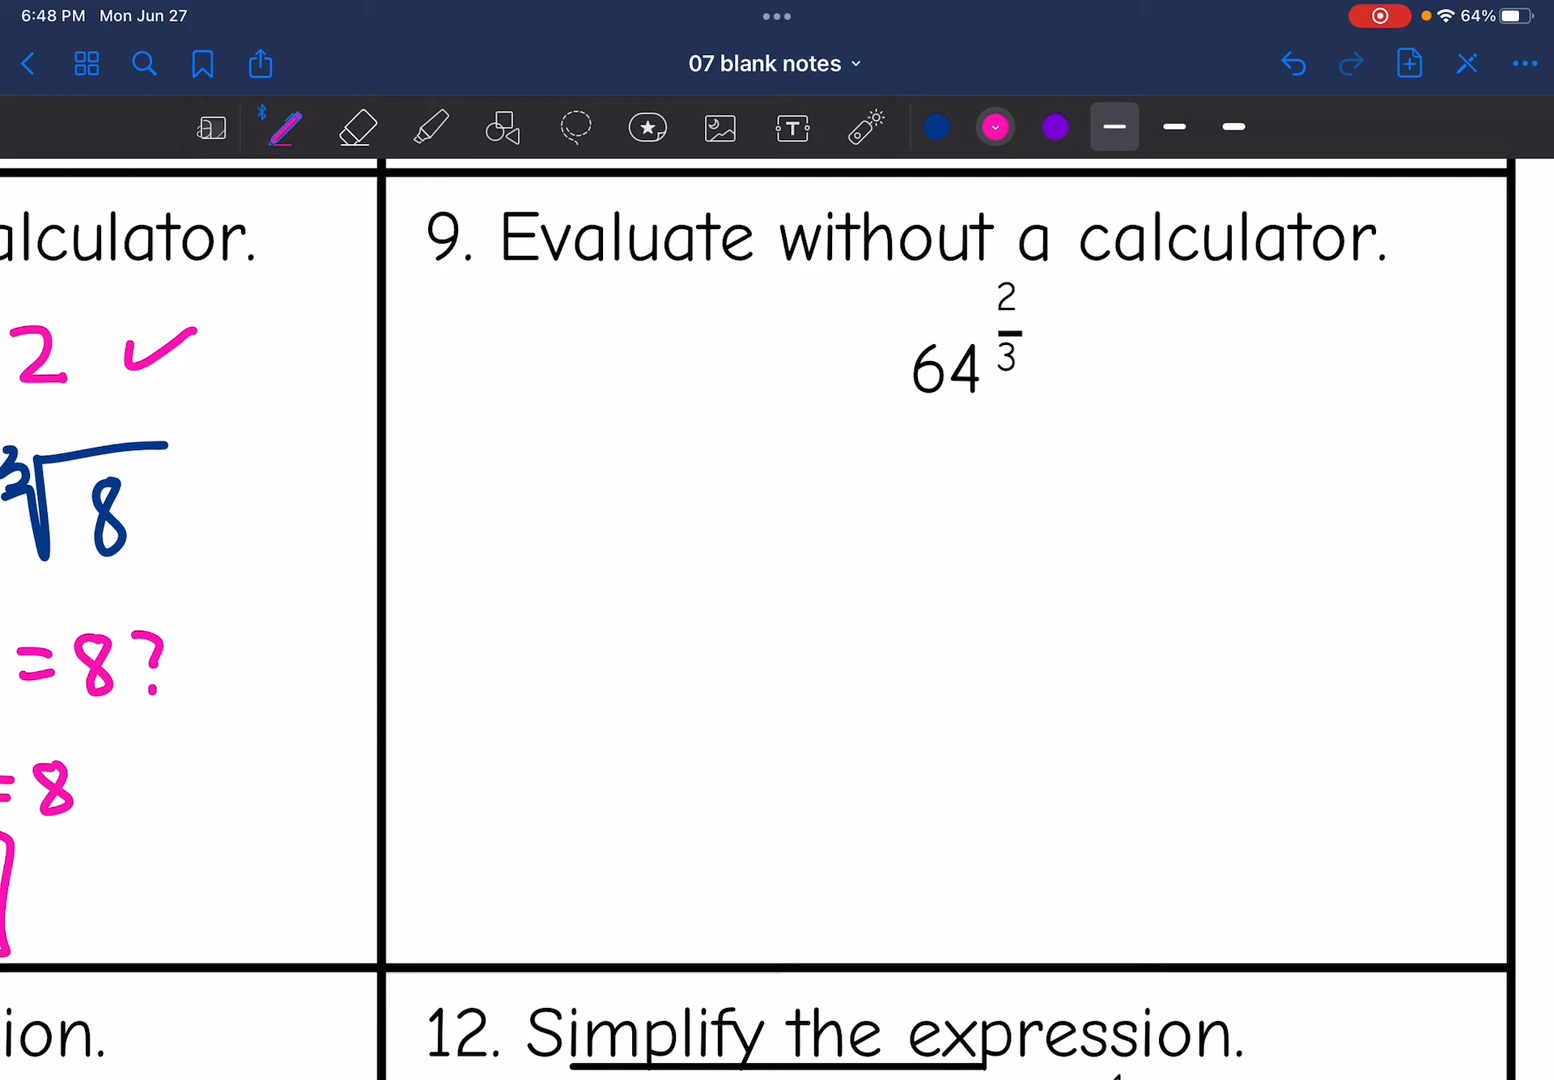 6:48 PM Mon Jun 27
64%
07 blank notes
T
alculator.
9. Evaluate without a calculator.
2
64^{2/3}
∛8
= 8?
= 8
ion.
12. Simplify the expression.